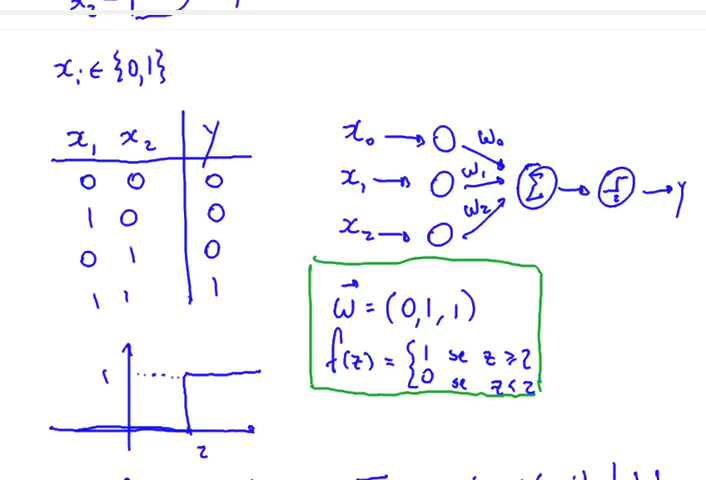 xᵢ ∈ {0,1}
x₁ x₂ y
0 0 0
1 0 0
0 1 0
1 1 1
x₀ w₀
x₁ w₁ Σ y
x₂ w₂
w⃗ = (0,1,1)
f(z) = {1 se z ≥ 2
0 se z < 2
1
2